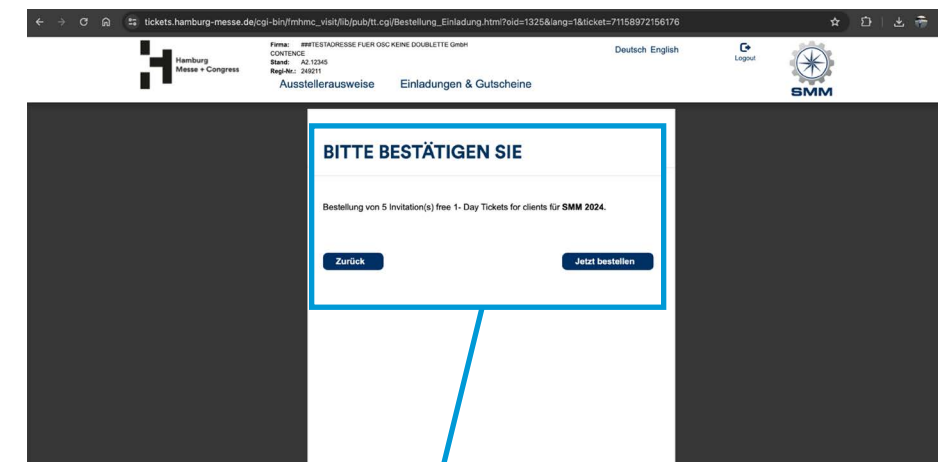 tickets.hamburg-messe.de/cgi-bin/fmhmc_visit/lib/pub/tt.cgi/Bestellung_Einladung.html?oid=1325&lang=1&ticket=71158972156176
Hamburg
Messe + Congress
Firma: ###TESTADRESSE FUER OSC KEINE DOUBLETTE GmbH
CONTENCE
Stand: A2.12345
Regi-Nr.: 249211
Ausstellerausweise Einladungen & Gutscheine
Deutsch English
Logout
SMM
BITTE BESTÄTIGEN SIE
Bestellung von 5 Invitation(s) free 1- Day Tickets for clients für SMM 2024.
Zurück Jetzt bestellen